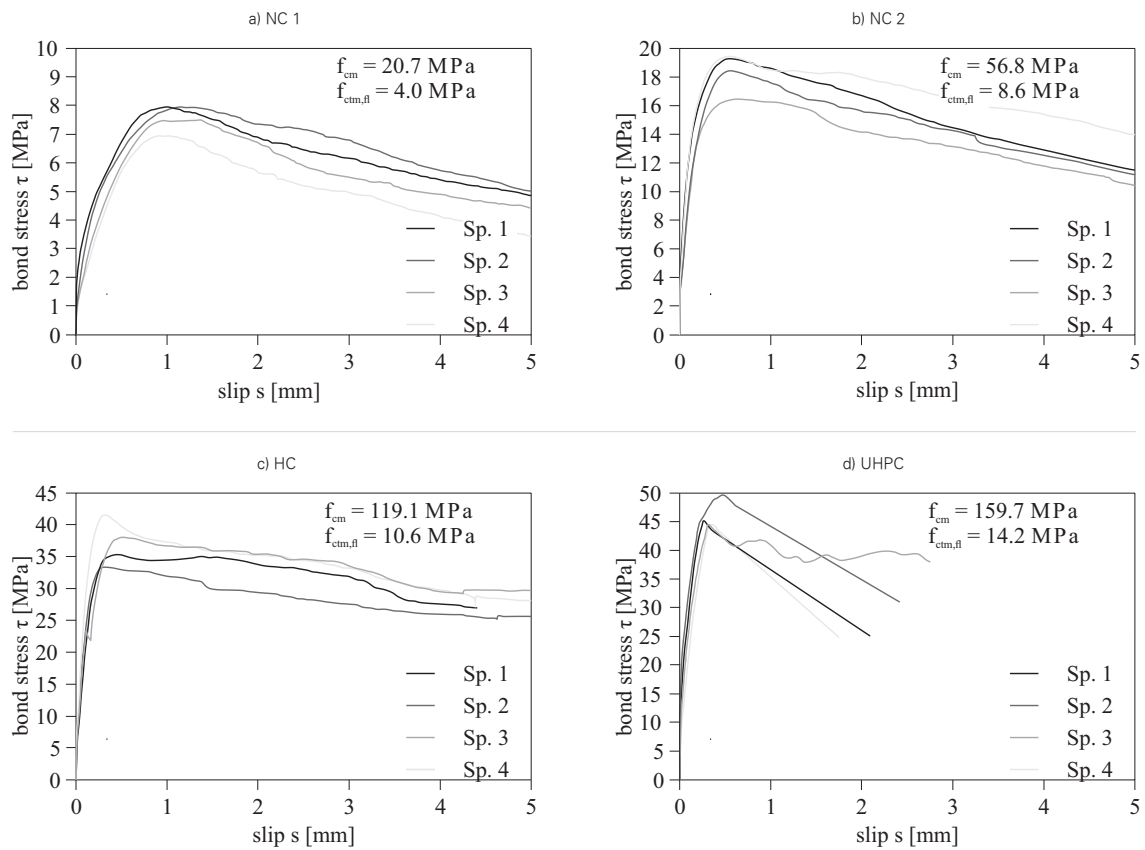 a) NC 1
10
9
8
7
6
5
4
3
2
1
0
bond stress τ [MPa]
f_cm = 20.7 MPa
f_ctm,fl = 4.0 MPa
Sp. 1
Sp. 2
Sp. 3
Sp. 4
0 1 2 3 4 5
slip s [mm]
b) NC 2
20
18
16
14
12
10
8
6
4
2
0
bond stress τ [MPa]
f_cm = 56.8 MPa
f_ctm,fl = 8.6 MPa
Sp. 1
Sp. 2
Sp. 3
Sp. 4
0 1 2 3 4 5
slip s [mm]
c) HC
45
40
35
30
25
20
15
10
5
0
bond stress τ [MPa]
f_cm = 119.1 MPa
f_ctm,fl = 10.6 MPa
Sp. 1
Sp. 2
Sp. 3
Sp. 4
0 1 2 3 4 5
slip s [mm]
d) UHPC
50
45
40
35
30
25
20
15
10
5
0
bond stress τ [MPa]
f_cm = 159.7 MPa
f_ctm,fl = 14.2 MPa
Sp. 1
Sp. 2
Sp. 3
Sp. 4
0 1 2 3 4 5
slip s [mm]